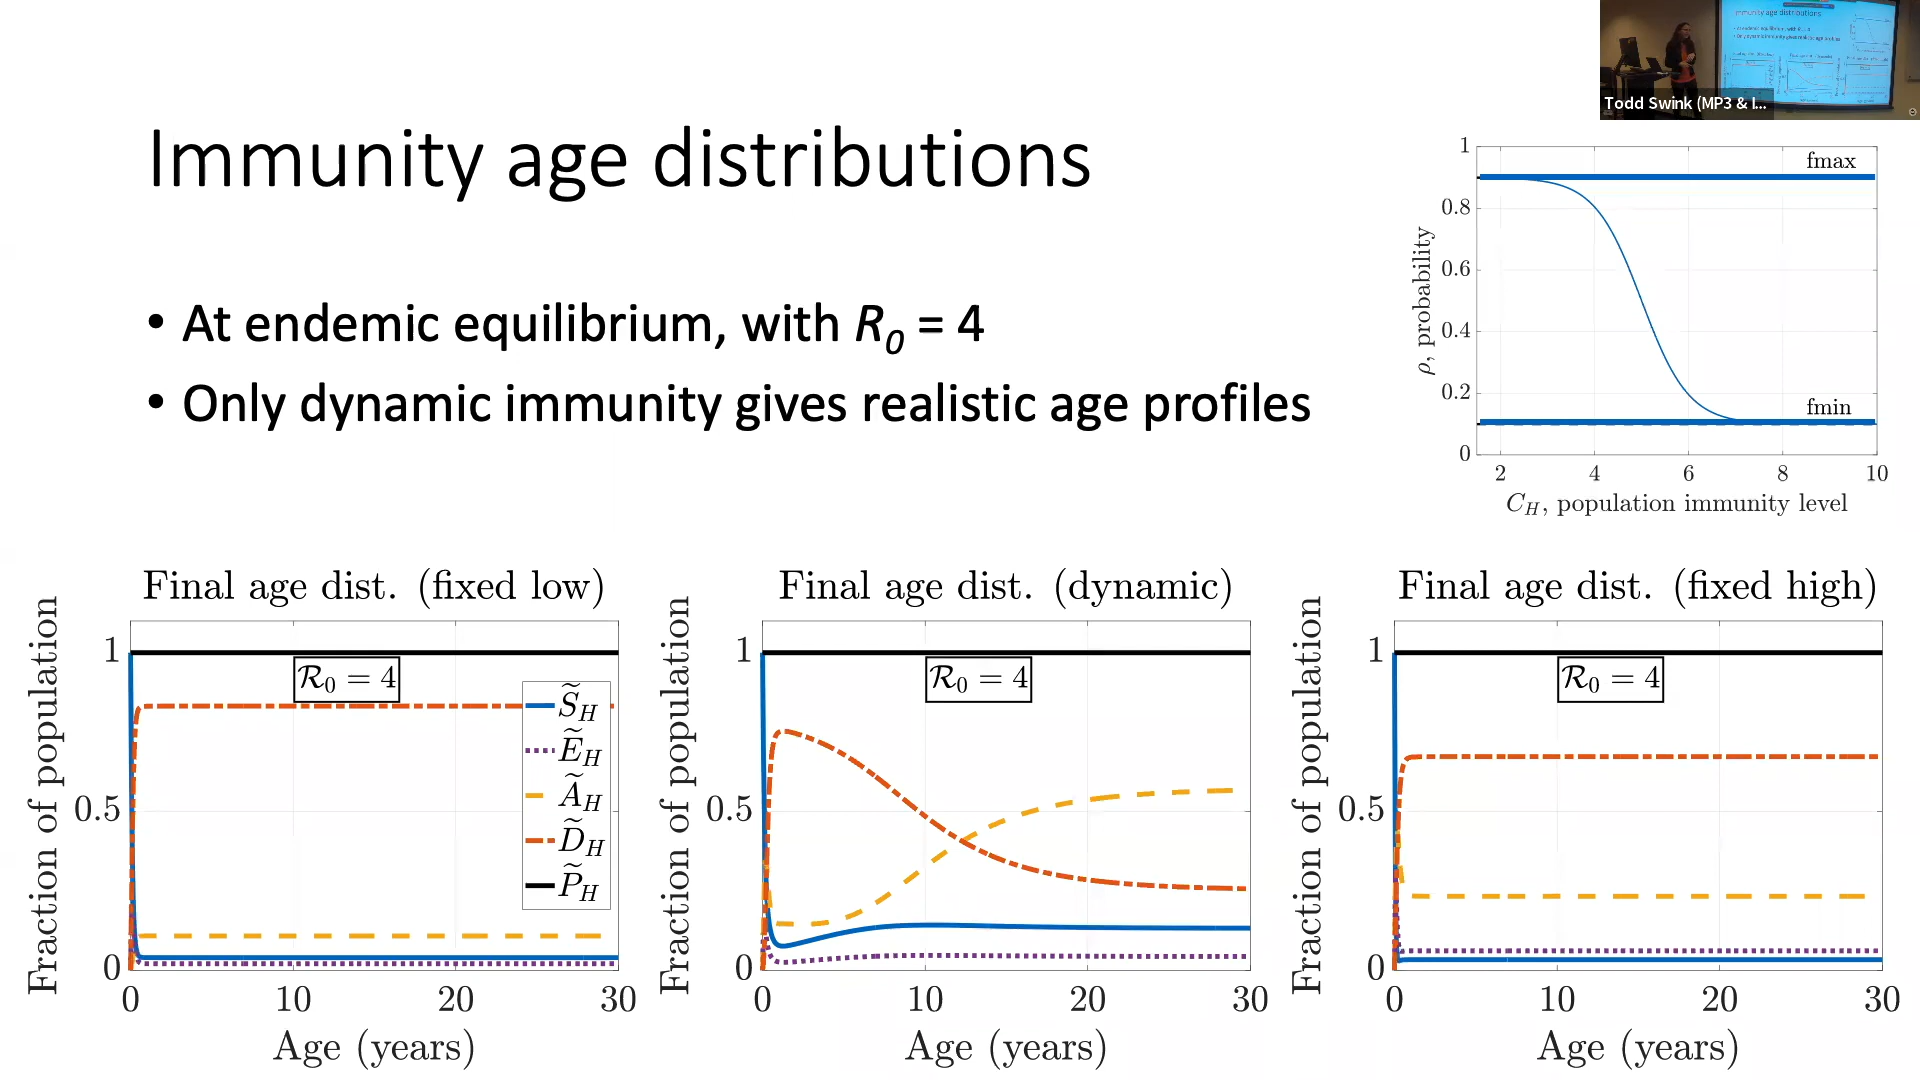 Todd Swink (MP3 & I...
Immunity age distributions
• At endemic equilibrium, with R₀ = 4
• Only dynamic immunity gives realistic age profiles
1
0.8
0.6
0.4
0.2
0
ρ, probability
fmax
fmin
2 4 6 8 10
C_H, population immunity level
Final age dist. (fixed low)
Fraction of population
1
0.5
0
R₀ = 4
S̃_H
Ẽ_H
Ã_H
D̃_H
P̃_H
0 10 20 30
Age (years)
Final age dist. (dynamic)
Fraction of population
1
0.5
0
R₀ = 4
0 10 20 30
Age (years)
Final age dist. (fixed high)
Fraction of population
1
0.5
0
R₀ = 4
0 10 20 30
Age (years)